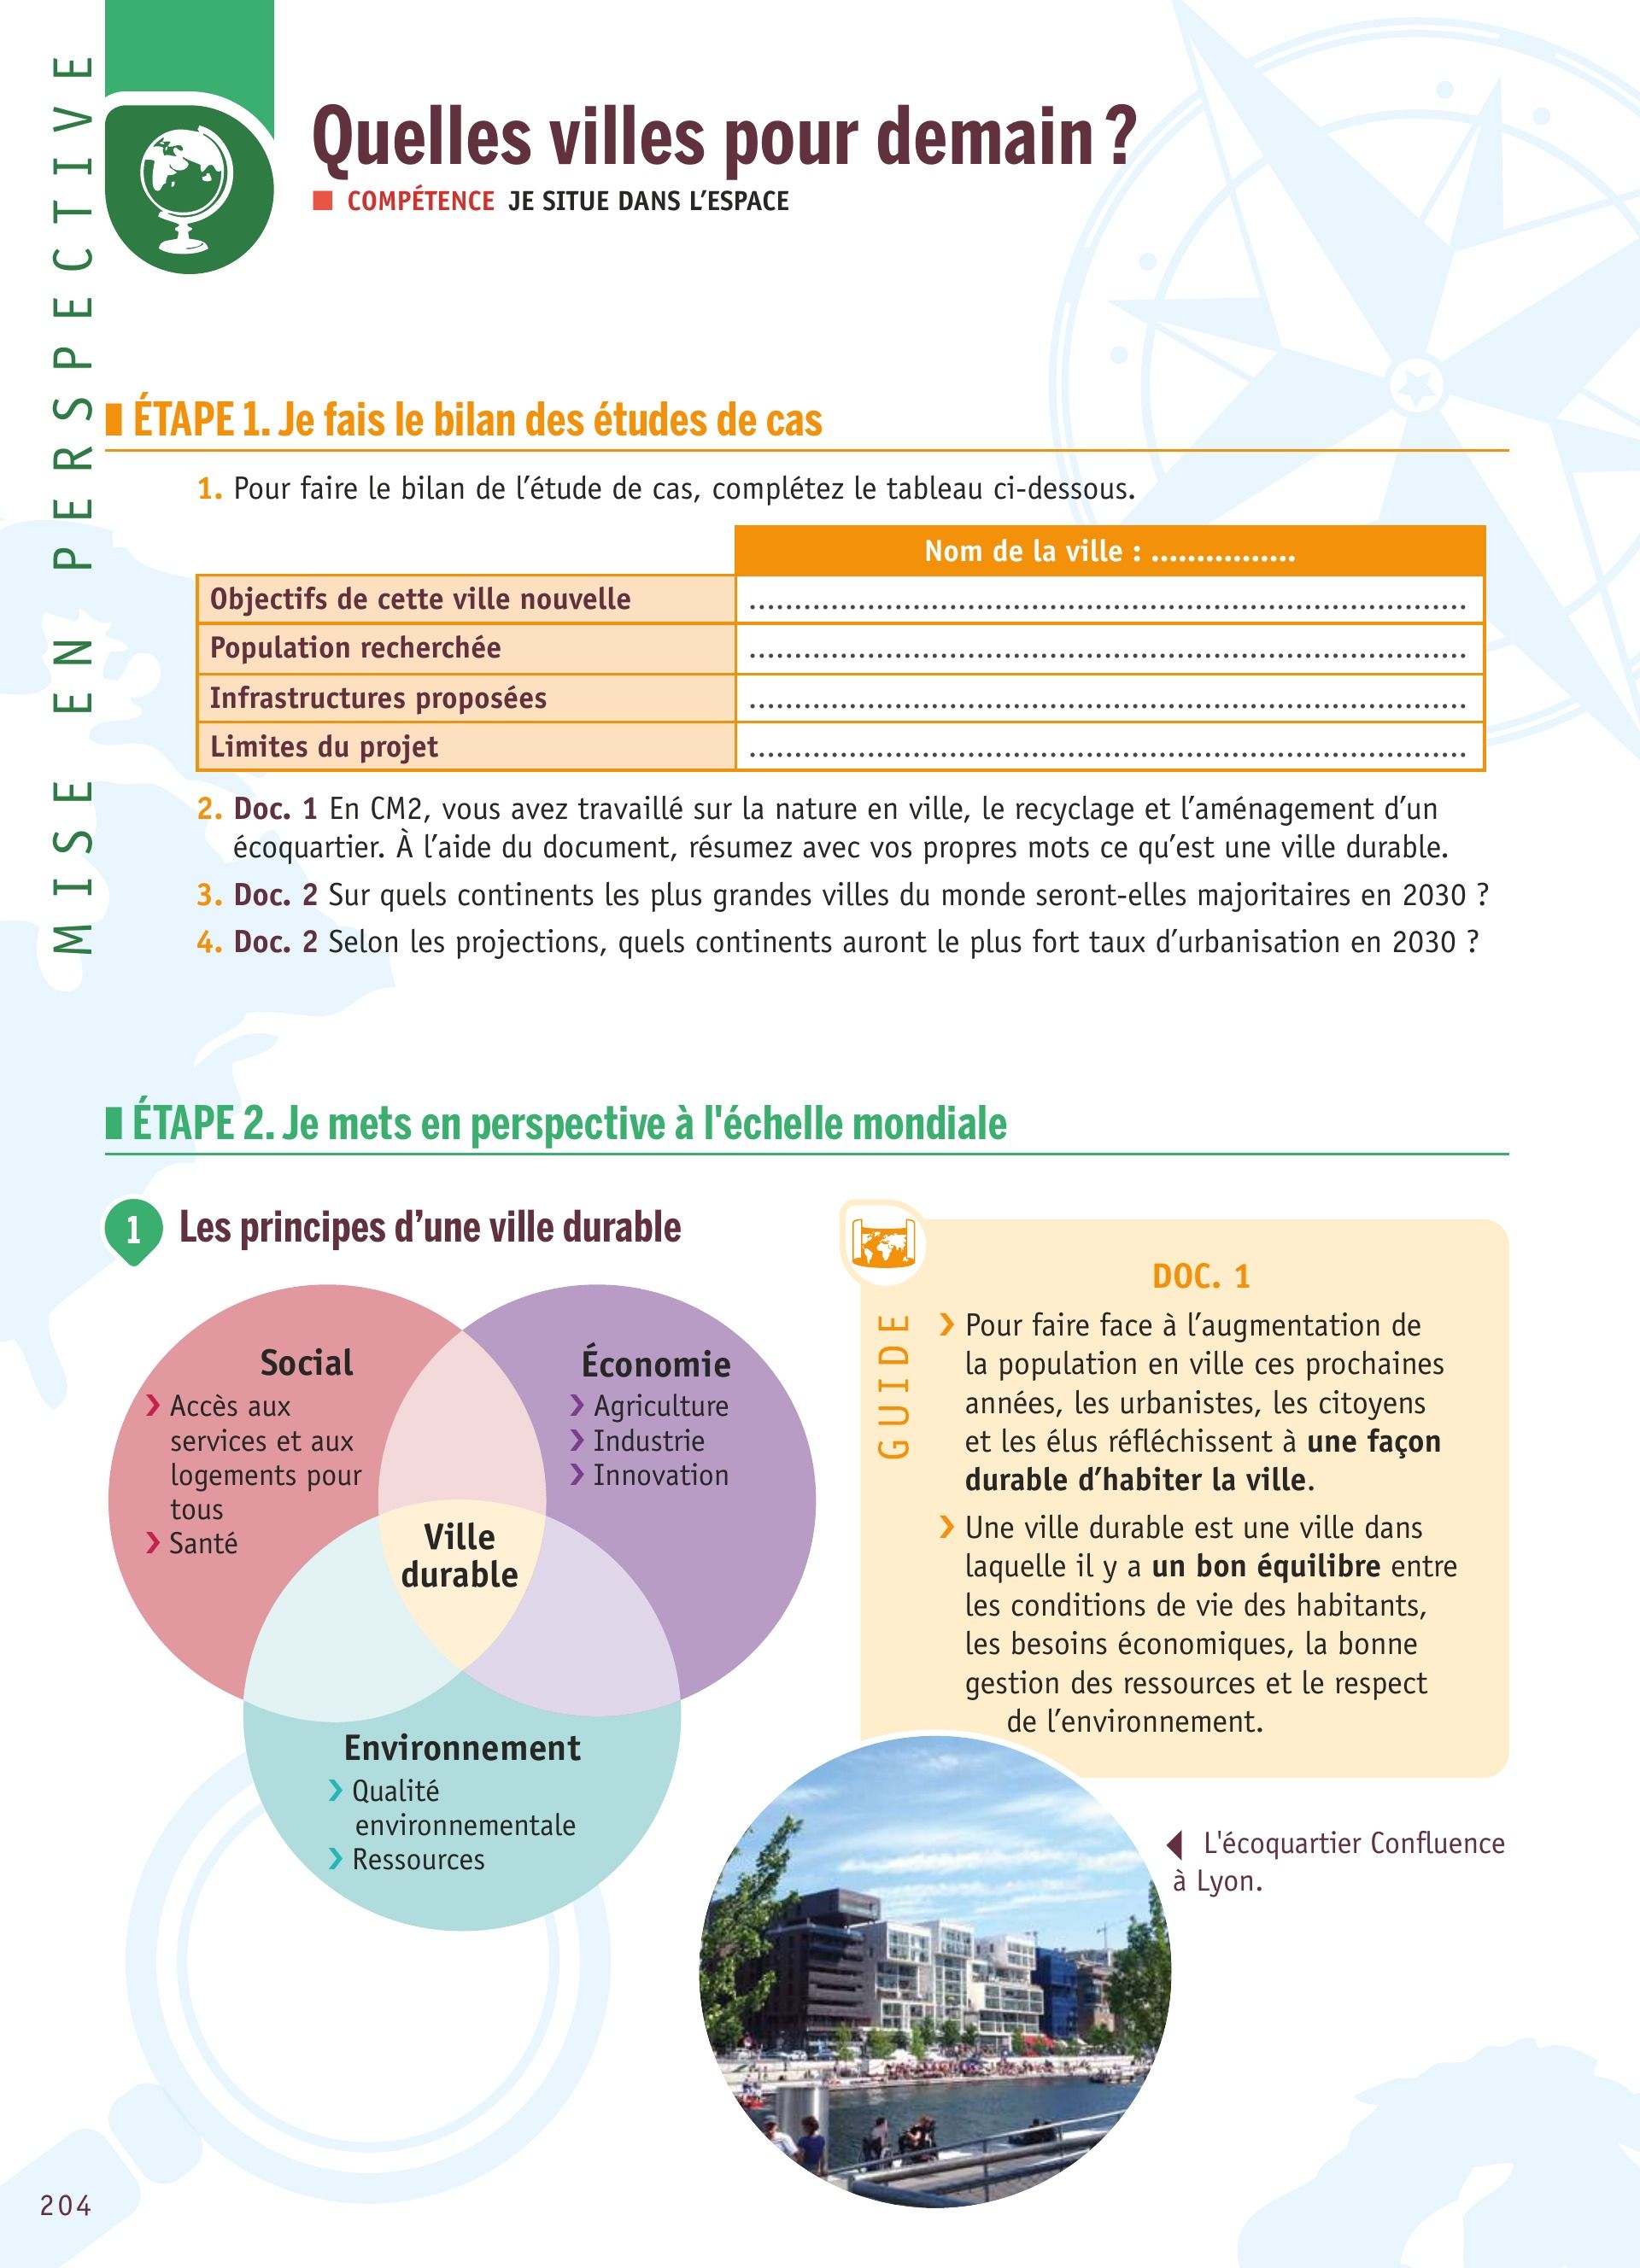 MISE EN PERSPECTIVE
Quelles villes pour demain ?
COMPÉTENCE JE SITUE DANS L'ESPACE
ÉTAPE 1. Je fais le bilan des études de cas
1. Pour faire le bilan de l'étude de cas, complétez le tableau ci-dessous.
Nom de la ville : ................
Objectifs de cette ville nouvelle ................................................................................
Population recherchée ................................................................................
Infrastructures proposées ................................................................................
Limites du projet ................................................................................
2. Doc. 1 En CM2, vous avez travaillé sur la nature en ville, le recyclage et l'aménagement d'un
écoquartier. À l'aide du document, résumez avec vos propres mots ce qu'est une ville durable.
3. Doc. 2 Sur quels continents les plus grandes villes du monde seront-elles majoritaires en 2030 ?
4. Doc. 2 Selon les projections, quels continents auront le plus fort taux d'urbanisation en 2030 ?
ÉTAPE 2. Je mets en perspective à l'échelle mondiale
1 Les principes d'une ville durable
Social
› Accès aux
services et aux
logements pour
tous
› Santé
Économie
› Agriculture
› Industrie
› Innovation
Ville
durable
Environnement
› Qualité
environnementale
› Ressources
GUIDE
DOC. 1
› Pour faire face à l'augmentation de
la population en ville ces prochaines
années, les urbanistes, les citoyens
et les élus réfléchissent à une façon
durable d'habiter la ville.
› Une ville durable est une ville dans
laquelle il y a un bon équilibre entre
les conditions de vie des habitants,
les besoins économiques, la bonne
gestion des ressources et le respect
de l'environnement.
L'écoquartier Confluence
à Lyon.
204